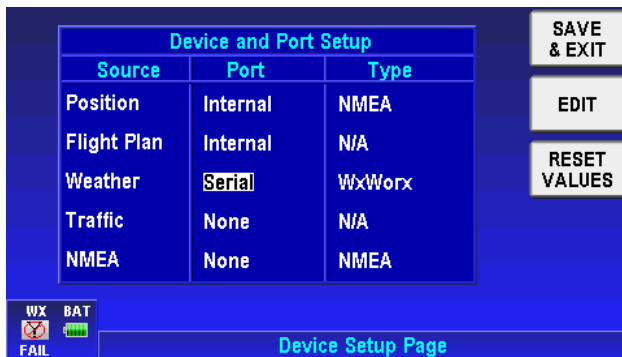 Device and Port Setup
Source Port Type
Position Internal NMEA
Flight Plan Internal N/A
Weather Serial WxWorx
Traffic None N/A
NMEA None NMEA
SAVE
& EXIT
EDIT
RESET
VALUES
WX BAT
FAIL
Device Setup Page